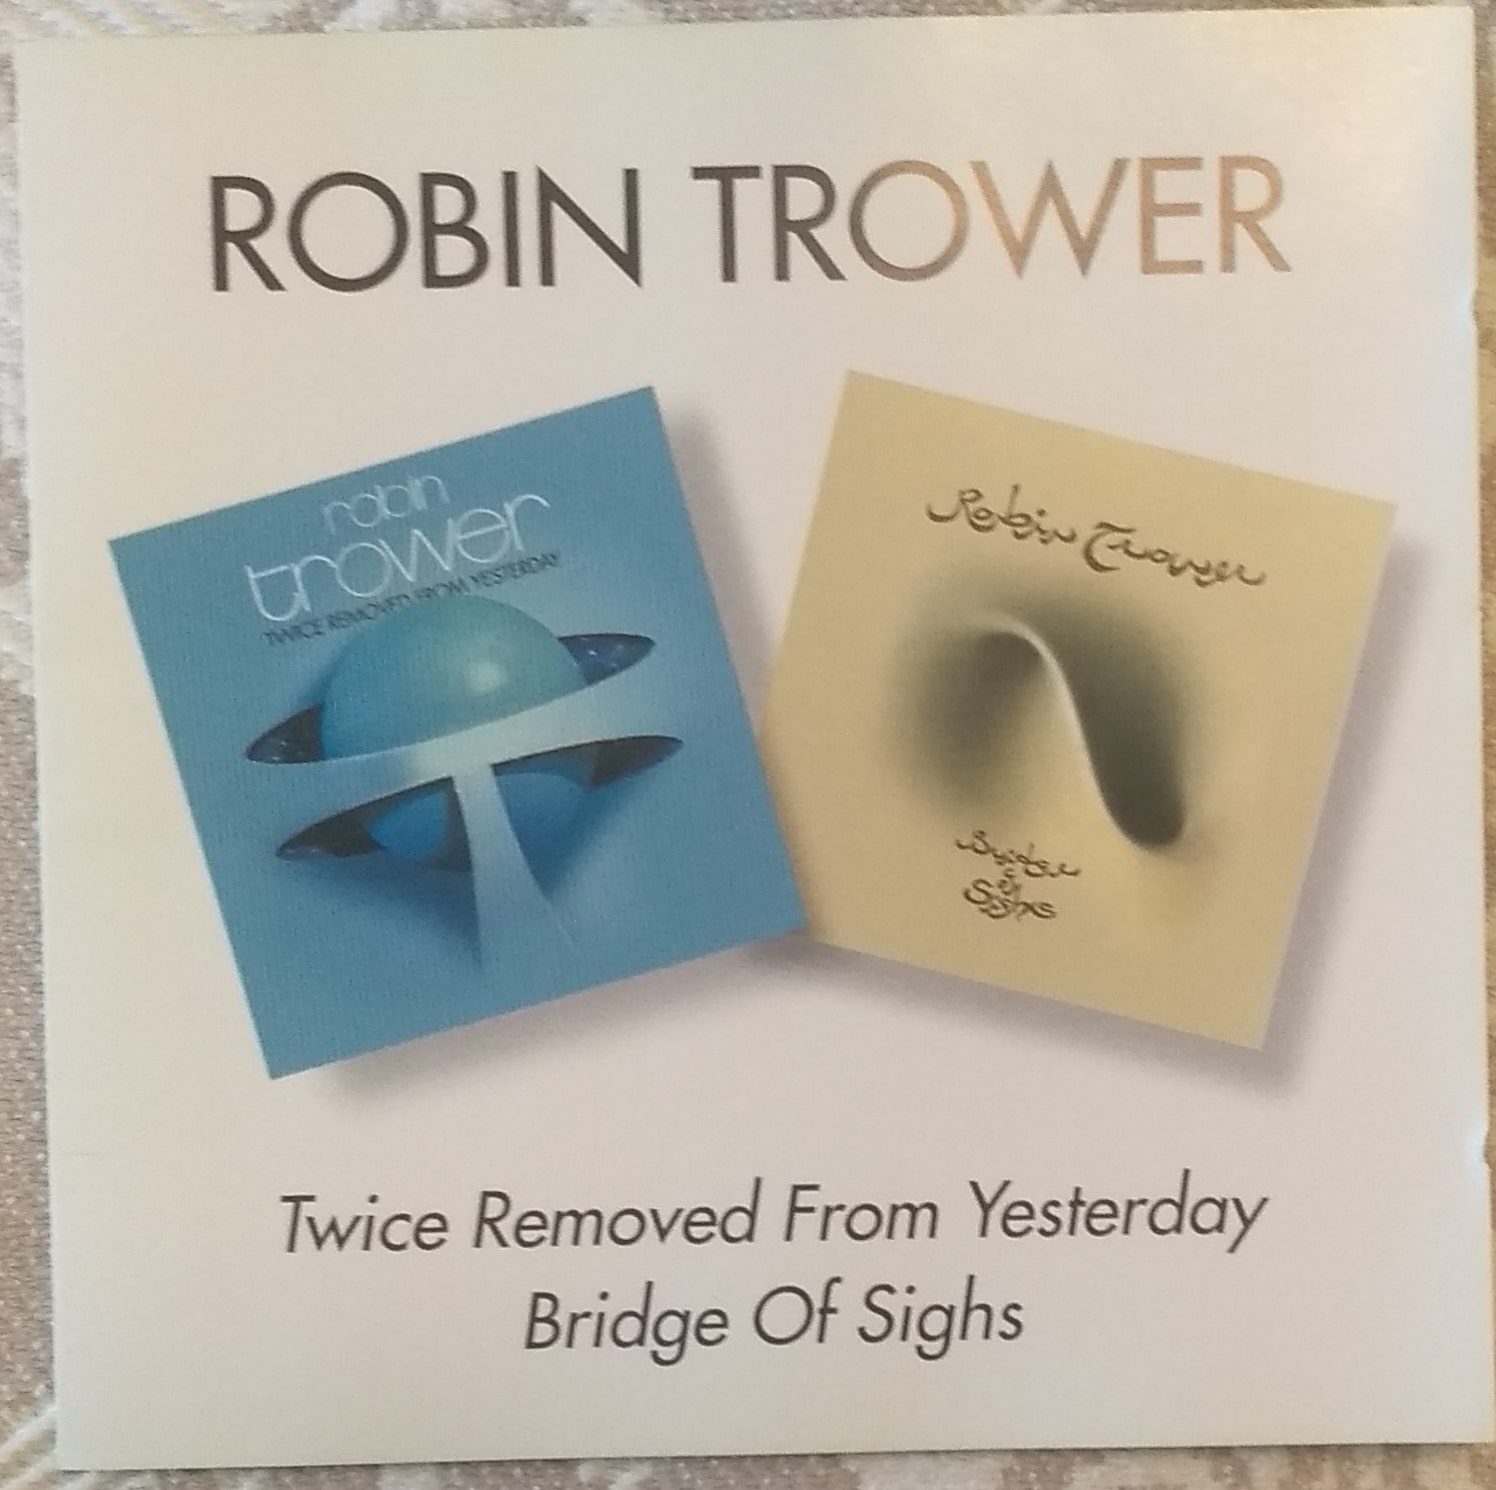 ROBIN TROWER
robin
trower
TWICE REMOVED FROM YESTERDAY
Robin Trower
Bridge
of
Sighs
Twice Removed From Yesterday
Bridge Of Sighs